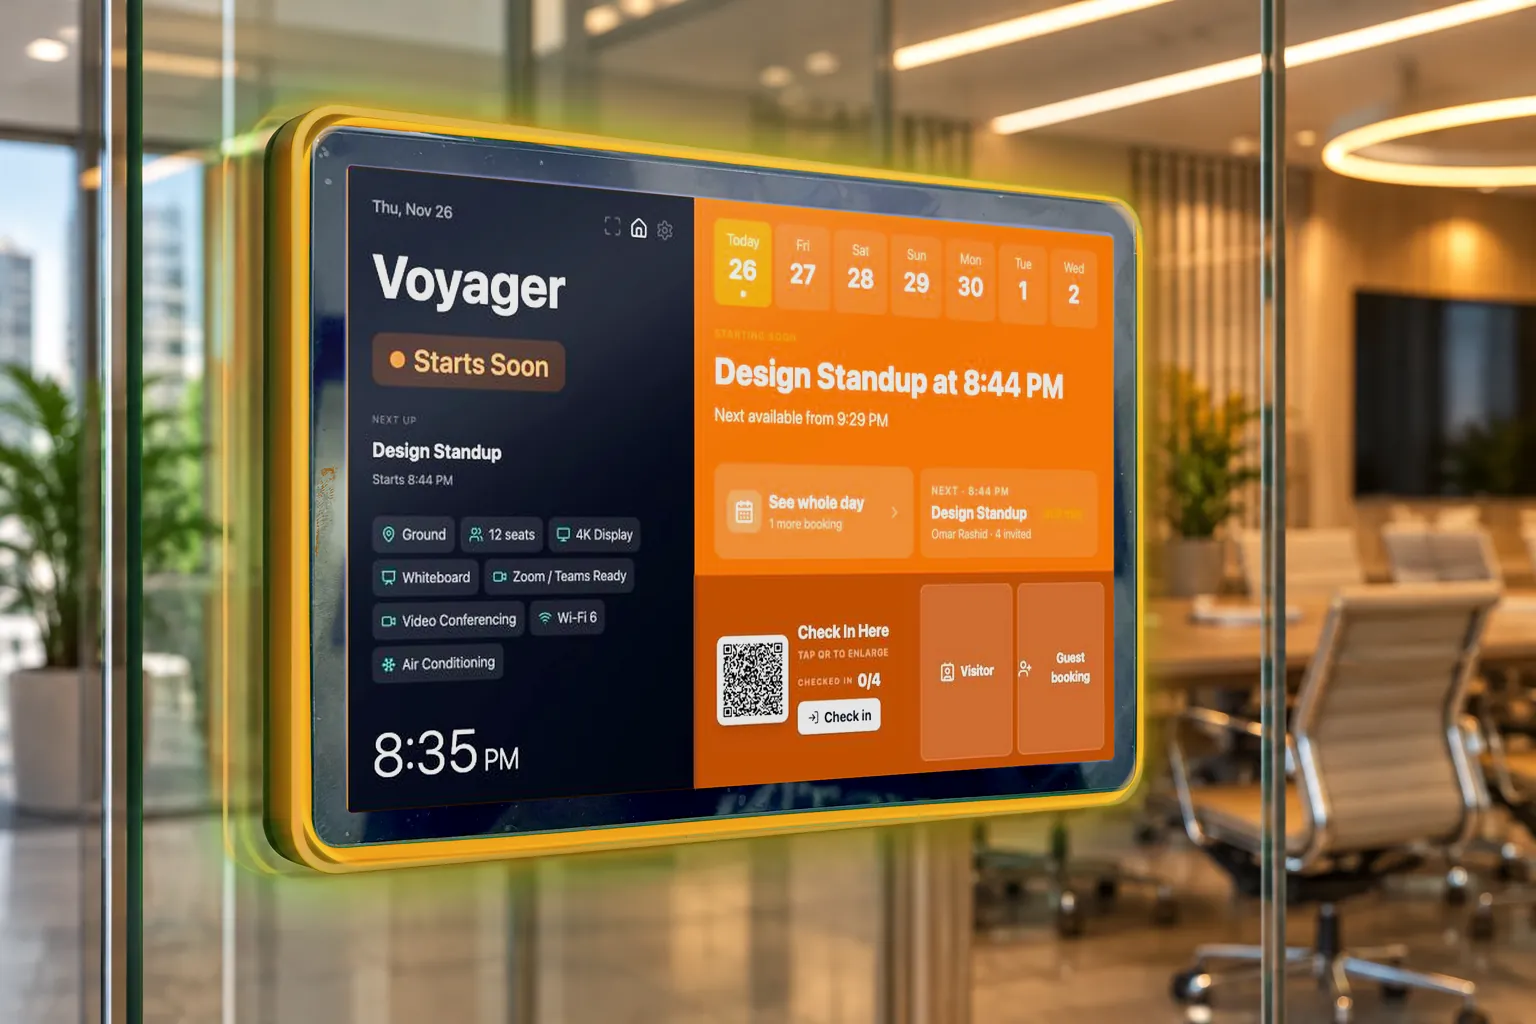 Thu, Nov 26
Voyager
Starts Soon
NEXT UP
Design Standup
Starts 8:44 PM
Ground
12 seats
4K Display
Whiteboard
Zoom / Teams Ready
Video Conferencing
Wi-Fi 6
Air Conditioning
8:35 PM
Today
26
Fri
27
Sat
28
Sun
29
Mon
30
Tue
1
Wed
2
STARTING SOON
Design Standup at 8:44 PM
Next available from 9:29 PM
See whole day
1 more booking
NEXT · 8:44 PM
Design Standup
Omar Rashid · 4 invited
Check In Here
TAP QR TO ENLARGE
CHECKED IN 0/4
Check in
Visitor
Guest
booking